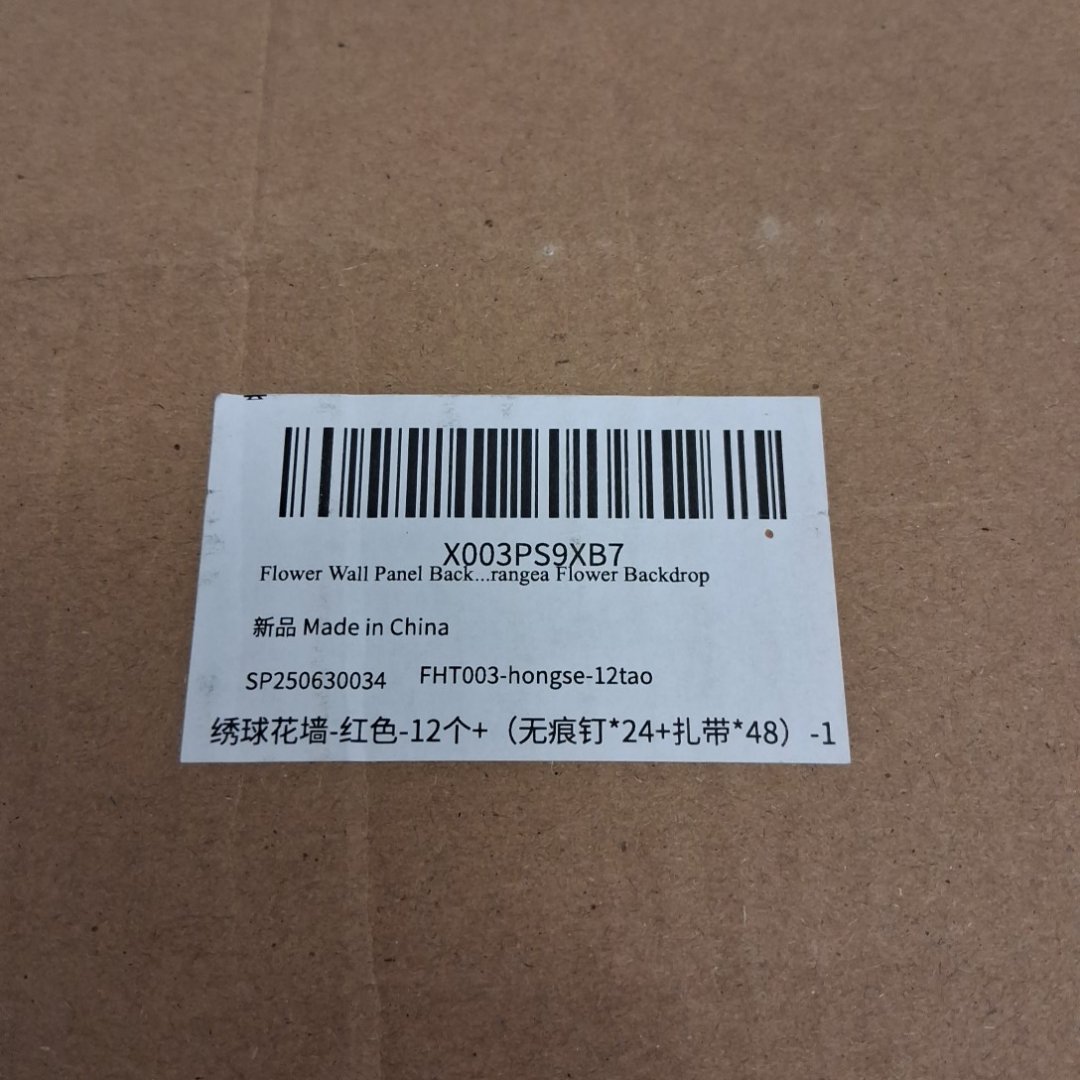 X003PS9XB7
Flower Wall Panel Back...rangea Flower Backdrop
新品 Made in China
SP250630034 FHT003-hongse-12tao
绣球花墙-红色-12个+（无痕钉*24+扎带*48）-1